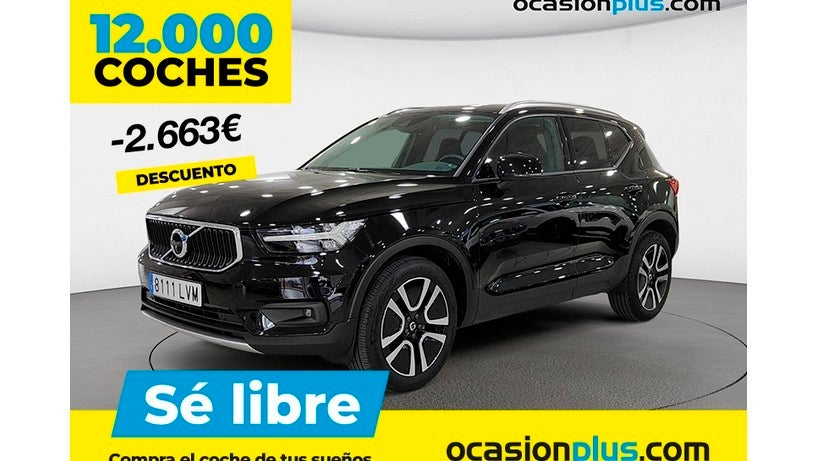 ocasionplus.com
12.000
COCHES
-2.663€
DESCUENTO
VOLVO
8111 LVM
Sé libre
Compra el coche de tus sueños
ocasionplus.com